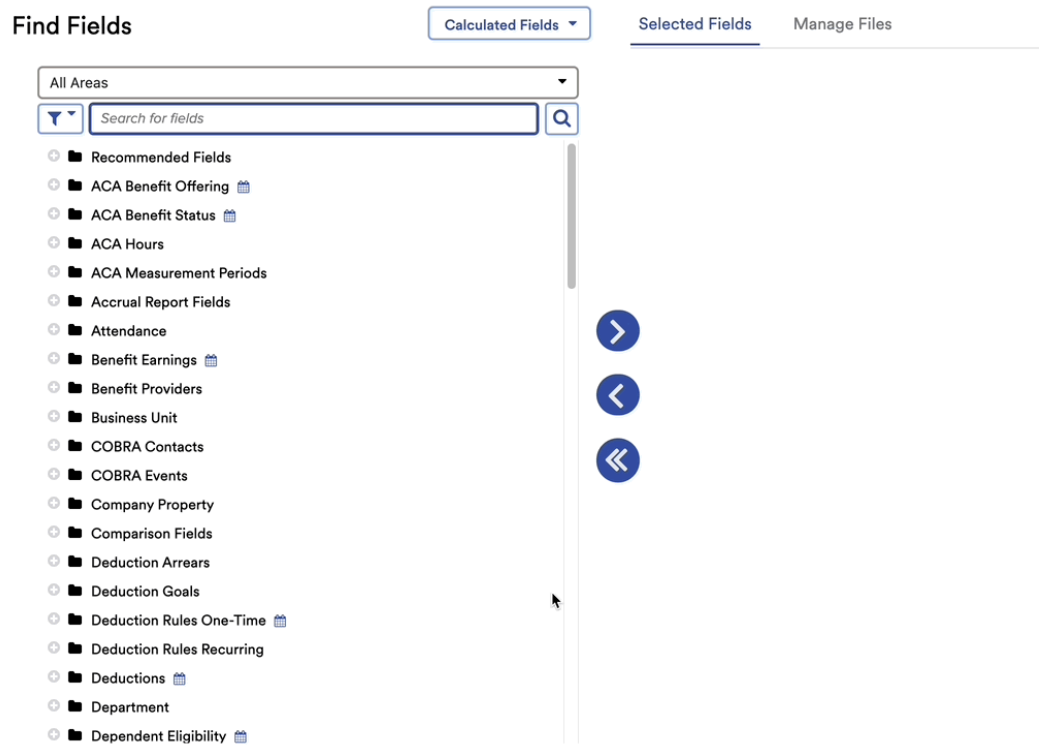 Find Fields
Calculated Fields
Selected Fields
Manage Files
All Areas
Search for fields
Recommended Fields
ACA Benefit Offering
ACA Benefit Status
ACA Hours
ACA Measurement Periods
Accrual Report Fields
Attendance
Benefit Earnings
Benefit Providers
Business Unit
COBRA Contacts
COBRA Events
Company Property
Comparison Fields
Deduction Arrears
Deduction Goals
Deduction Rules One-Time
Deduction Rules Recurring
Deductions
Department
Dependent Eligibility